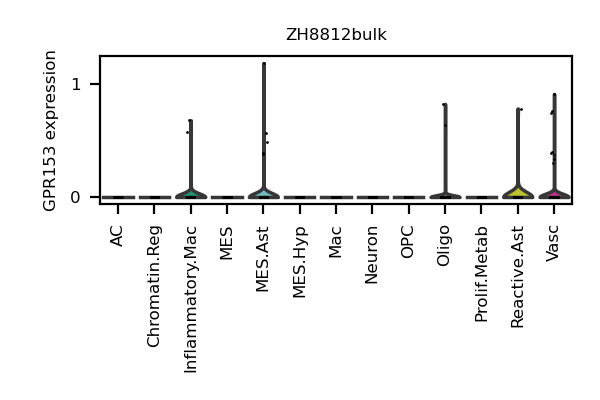 ZH8812bulk
GPR153 expression
1
0
AC
Chromatin.Reg
Inflammatory.Mac
MES
MES.Ast
MES.Hyp
Mac
Neuron
OPC
Oligo
Prolif.Metab
Reactive.Ast
Vasc